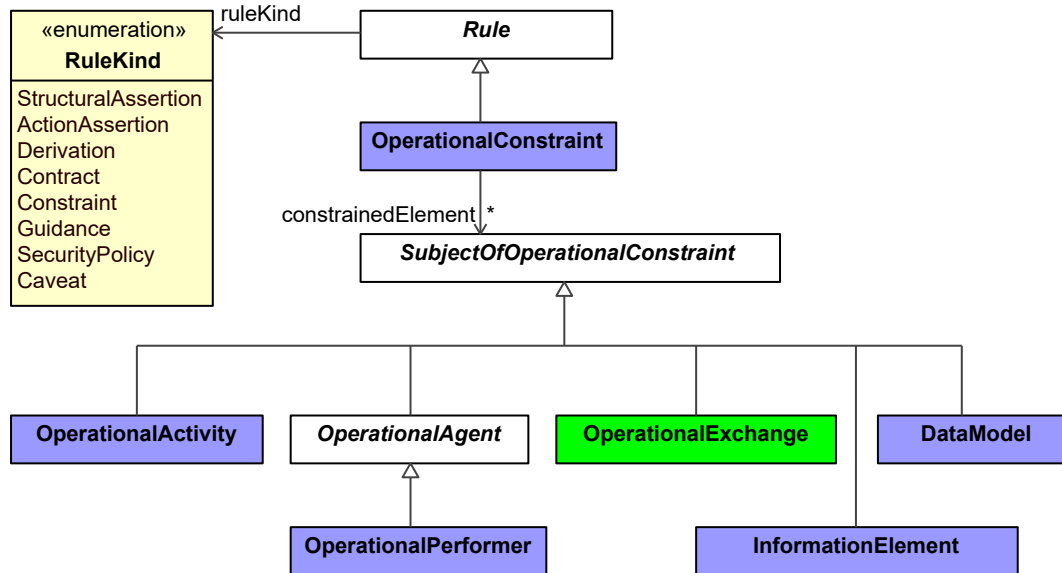 «enumeration»
RuleKind
StructuralAssertion
ActionAssertion
Derivation
Contract
Constraint
Guidance
SecurityPolicy
Caveat
ruleKind
Rule
OperationalConstraint
constrainedElement *
SubjectOfOperationalConstraint
OperationalActivity
OperationalAgent
OperationalExchange
DataModel
OperationalPerformer
InformationElement